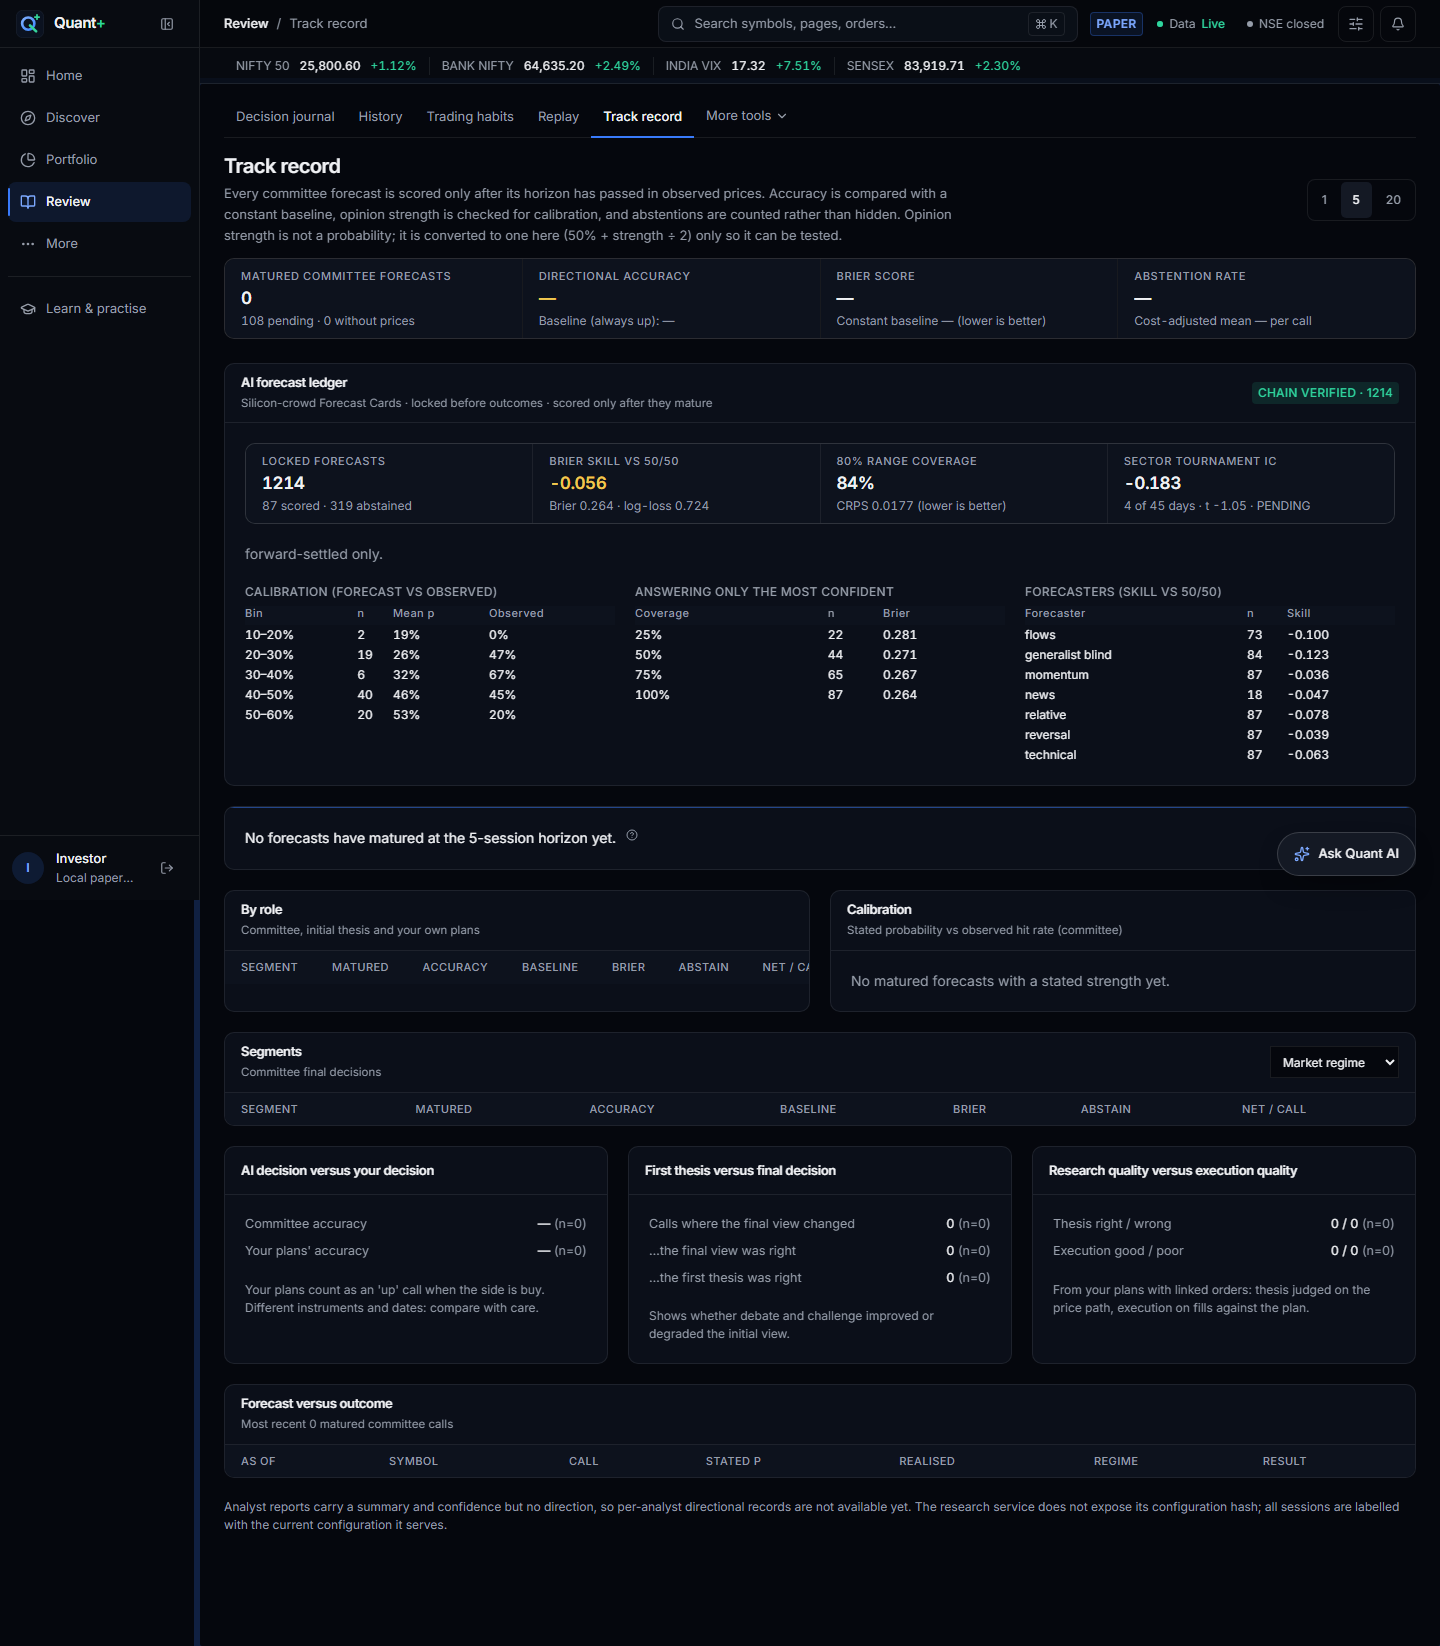 Quant+
Review / Track record
Search symbols, pages, orders...
⌘ K
PAPER
Data Live
NSE closed
NIFTY 50 25,800.60 +1.12%
BANK NIFTY 64,635.20 +2.49%
INDIA VIX 17.32 +7.51%
SENSEX 83,919.71 +2.30%
Home
Discover
Portfolio
Review
More
Learn & practise
Investor
I
Local paper...
Decision journal
History
Trading habits
Replay
Track record
More tools
Track record
Every committee forecast is scored only after its horizon has passed in observed prices. Accuracy is compared with a
constant baseline, opinion strength is checked for calibration, and abstentions are counted rather than hidden. Opinion
strength is not a probability; it is converted to one here (50% + strength ÷ 2) only so it can be tested.
1 5 20
MATURED COMMITTEE FORECASTS
0
108 pending · 0 without prices
DIRECTIONAL ACCURACY
—
Baseline (always up): —
BRIER SCORE
—
Constant baseline — (lower is better)
ABSTENTION RATE
—
Cost-adjusted mean — per call
AI forecast ledger
Silicon-crowd Forecast Cards · locked before outcomes · scored only after they mature
CHAIN VERIFIED · 1214
LOCKED FORECASTS
1214
87 scored · 319 abstained
BRIER SKILL VS 50/50
-0.056
Brier 0.264 · log-loss 0.724
80% RANGE COVERAGE
84%
CRPS 0.0177 (lower is better)
SECTOR TOURNAMENT IC
-0.183
4 of 45 days · t -1.05 · PENDING
forward-settled only.
CALIBRATION (FORECAST VS OBSERVED)
Bin n Mean p Observed
10–20% 2 19% 0%
20–30% 19 26% 47%
30–40% 6 32% 67%
40–50% 40 46% 45%
50–60% 20 53% 20%
ANSWERING ONLY THE MOST CONFIDENT
Coverage n Brier
25% 22 0.281
50% 44 0.271
75% 65 0.267
100% 87 0.264
FORECASTERS (SKILL VS 50/50)
Forecaster n Skill
flows 73 -0.100
generalist blind 84 -0.123
momentum 87 -0.036
news 18 -0.047
relative 87 -0.078
reversal 87 -0.039
technical 87 -0.063
No forecasts have matured at the 5-session horizon yet.
Ask Quant AI
By role
Committee, initial thesis and your own plans
SEGMENT MATURED ACCURACY BASELINE BRIER ABSTAIN NET / CA
Calibration
Stated probability vs observed hit rate (committee)
No matured forecasts with a stated strength yet.
Segments
Committee final decisions
Market regime
SEGMENT MATURED ACCURACY BASELINE BRIER ABSTAIN NET / CALL
AI decision versus your decision
Committee accuracy — (n=0)
Your plans' accuracy — (n=0)
Your plans count as an 'up' call when the side is buy.
Different instruments and dates: compare with care.
First thesis versus final decision
Calls where the final view changed 0 (n=0)
...the final view was right 0 (n=0)
...the first thesis was right 0 (n=0)
Shows whether debate and challenge improved or
degraded the initial view.
Research quality versus execution quality
Thesis right / wrong 0 / 0 (n=0)
Execution good / poor 0 / 0 (n=0)
From your plans with linked orders: thesis judged on the
price path, execution on fills against the plan.
Forecast versus outcome
Most recent 0 matured committee calls
AS OF SYMBOL CALL STATED P REALISED REGIME RESULT
Analyst reports carry a summary and confidence but no direction, so per-analyst directional records are not available yet. The research service does not expose its configuration hash; all sessions are labelled
with the current configuration it serves.